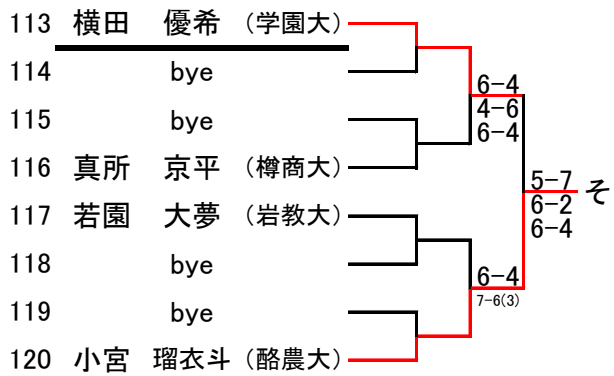 113 横田 優希 (学園大)
114 bye
6-4
4-6
6-4
115 bye
116 真所 京平 (樽商大)
5-7
6-2
6-4
そ
117 若園 大夢 (岩教大)
118 bye
6-4
7-6(3)
119 bye
120 小宮 瑠衣斗 (酪農大)